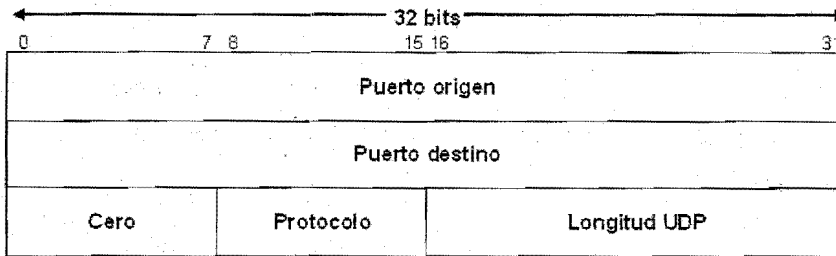 32 bits
0 7 8 15 16 31
Puerto origen
Puerto destino
Cero Protocolo Longitud UDP